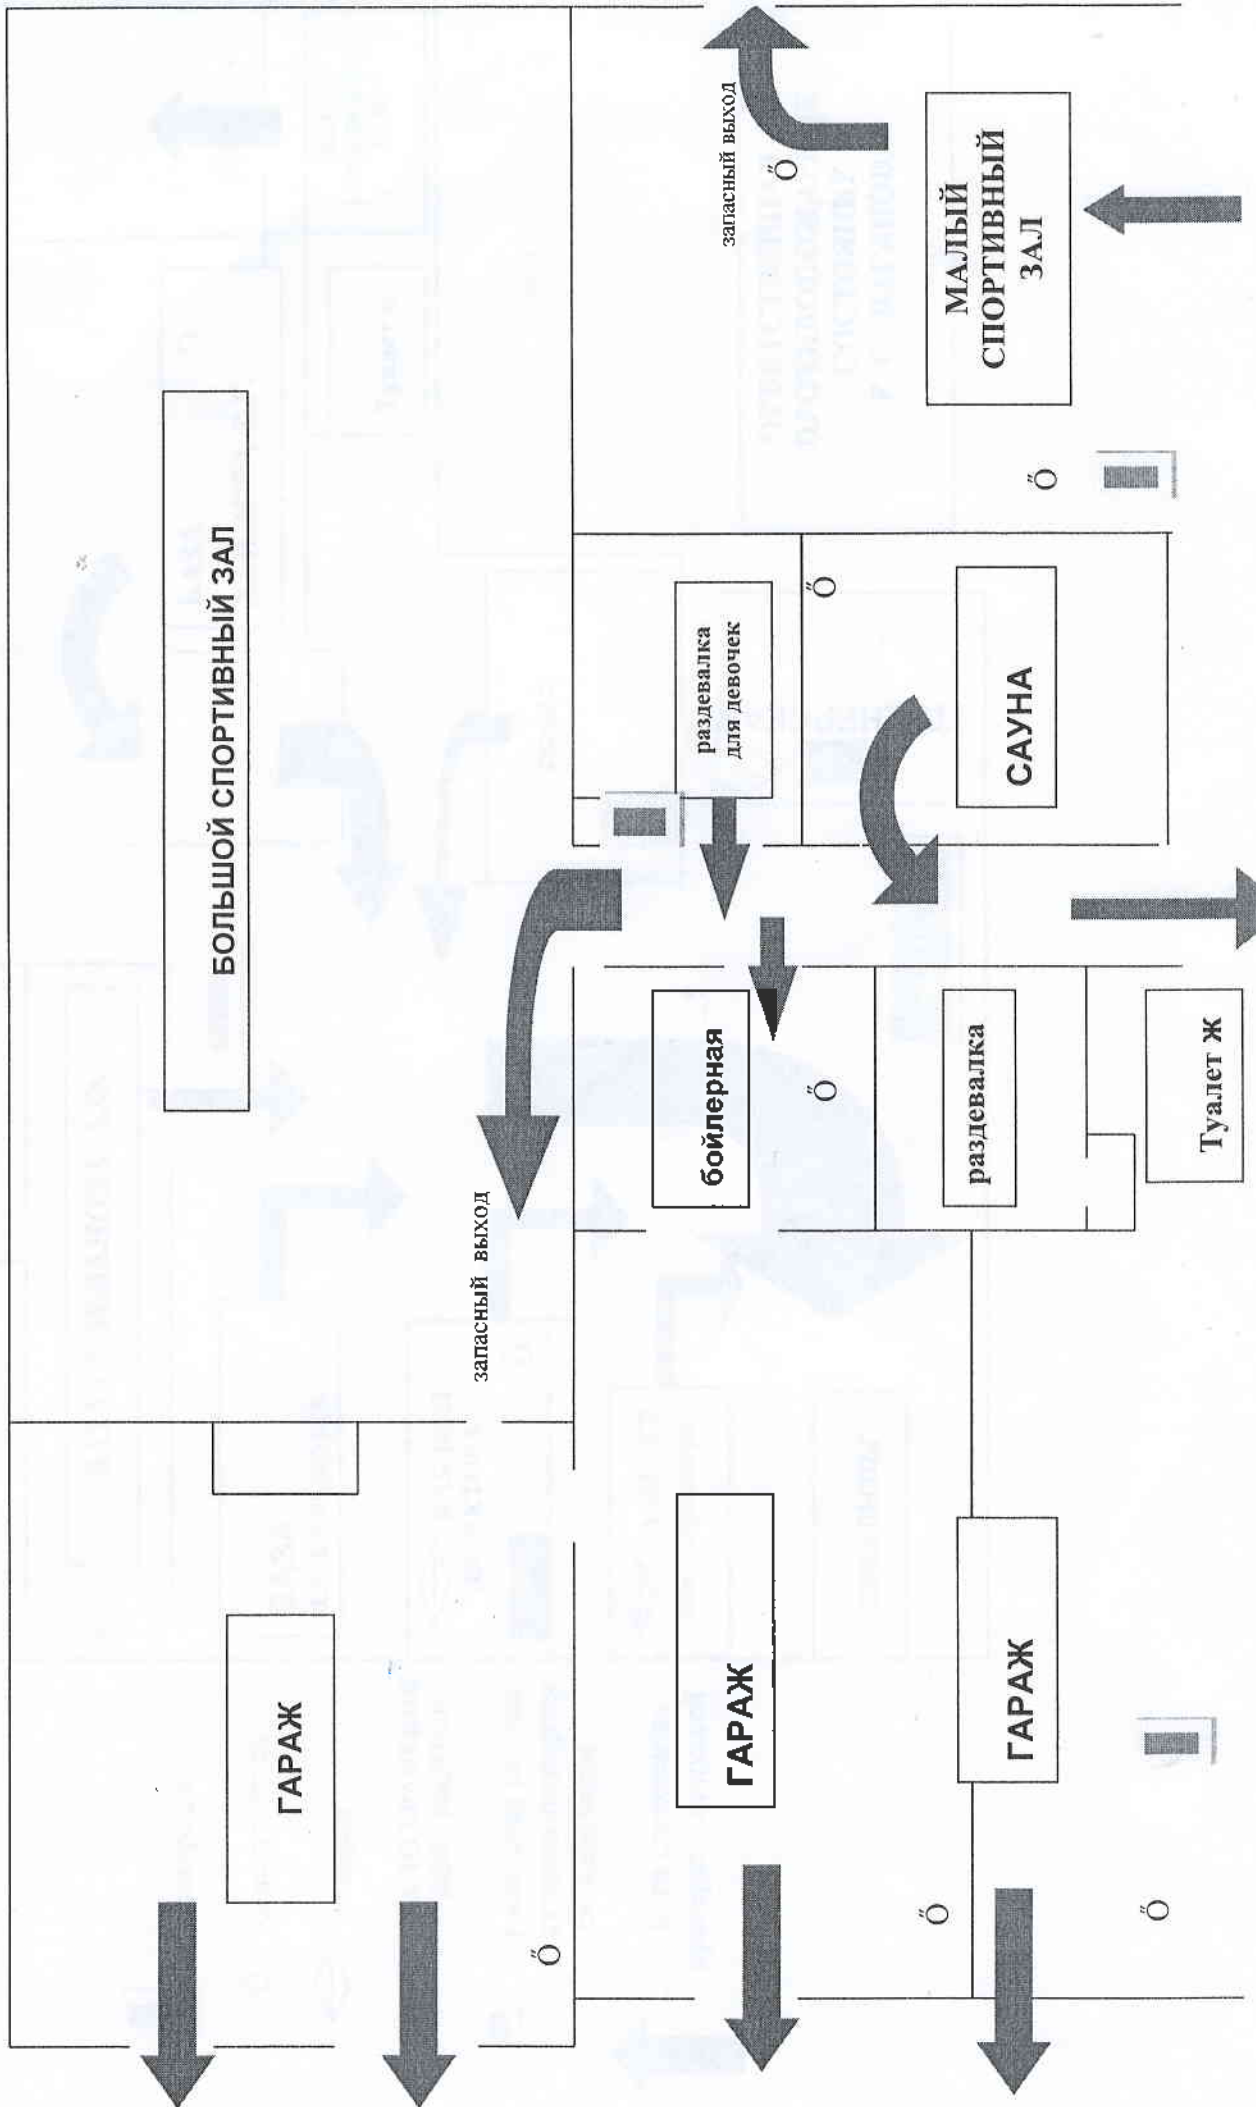 БОЛЬШОЙ СПОРТИВНЫЙ ЗАЛ
ГАРАЖ
запасный выход
Ő
ГАРАЖ
бойлерная
раздевалка
для девочек
запасный выход
Ő
Ő
Ő
Ő
ГАРАЖ
раздевалка
САУНА
МАЛЫЙ
СПОРТИВНЫЙ
ЗАЛ
Ő
Ő
Туалет Ж